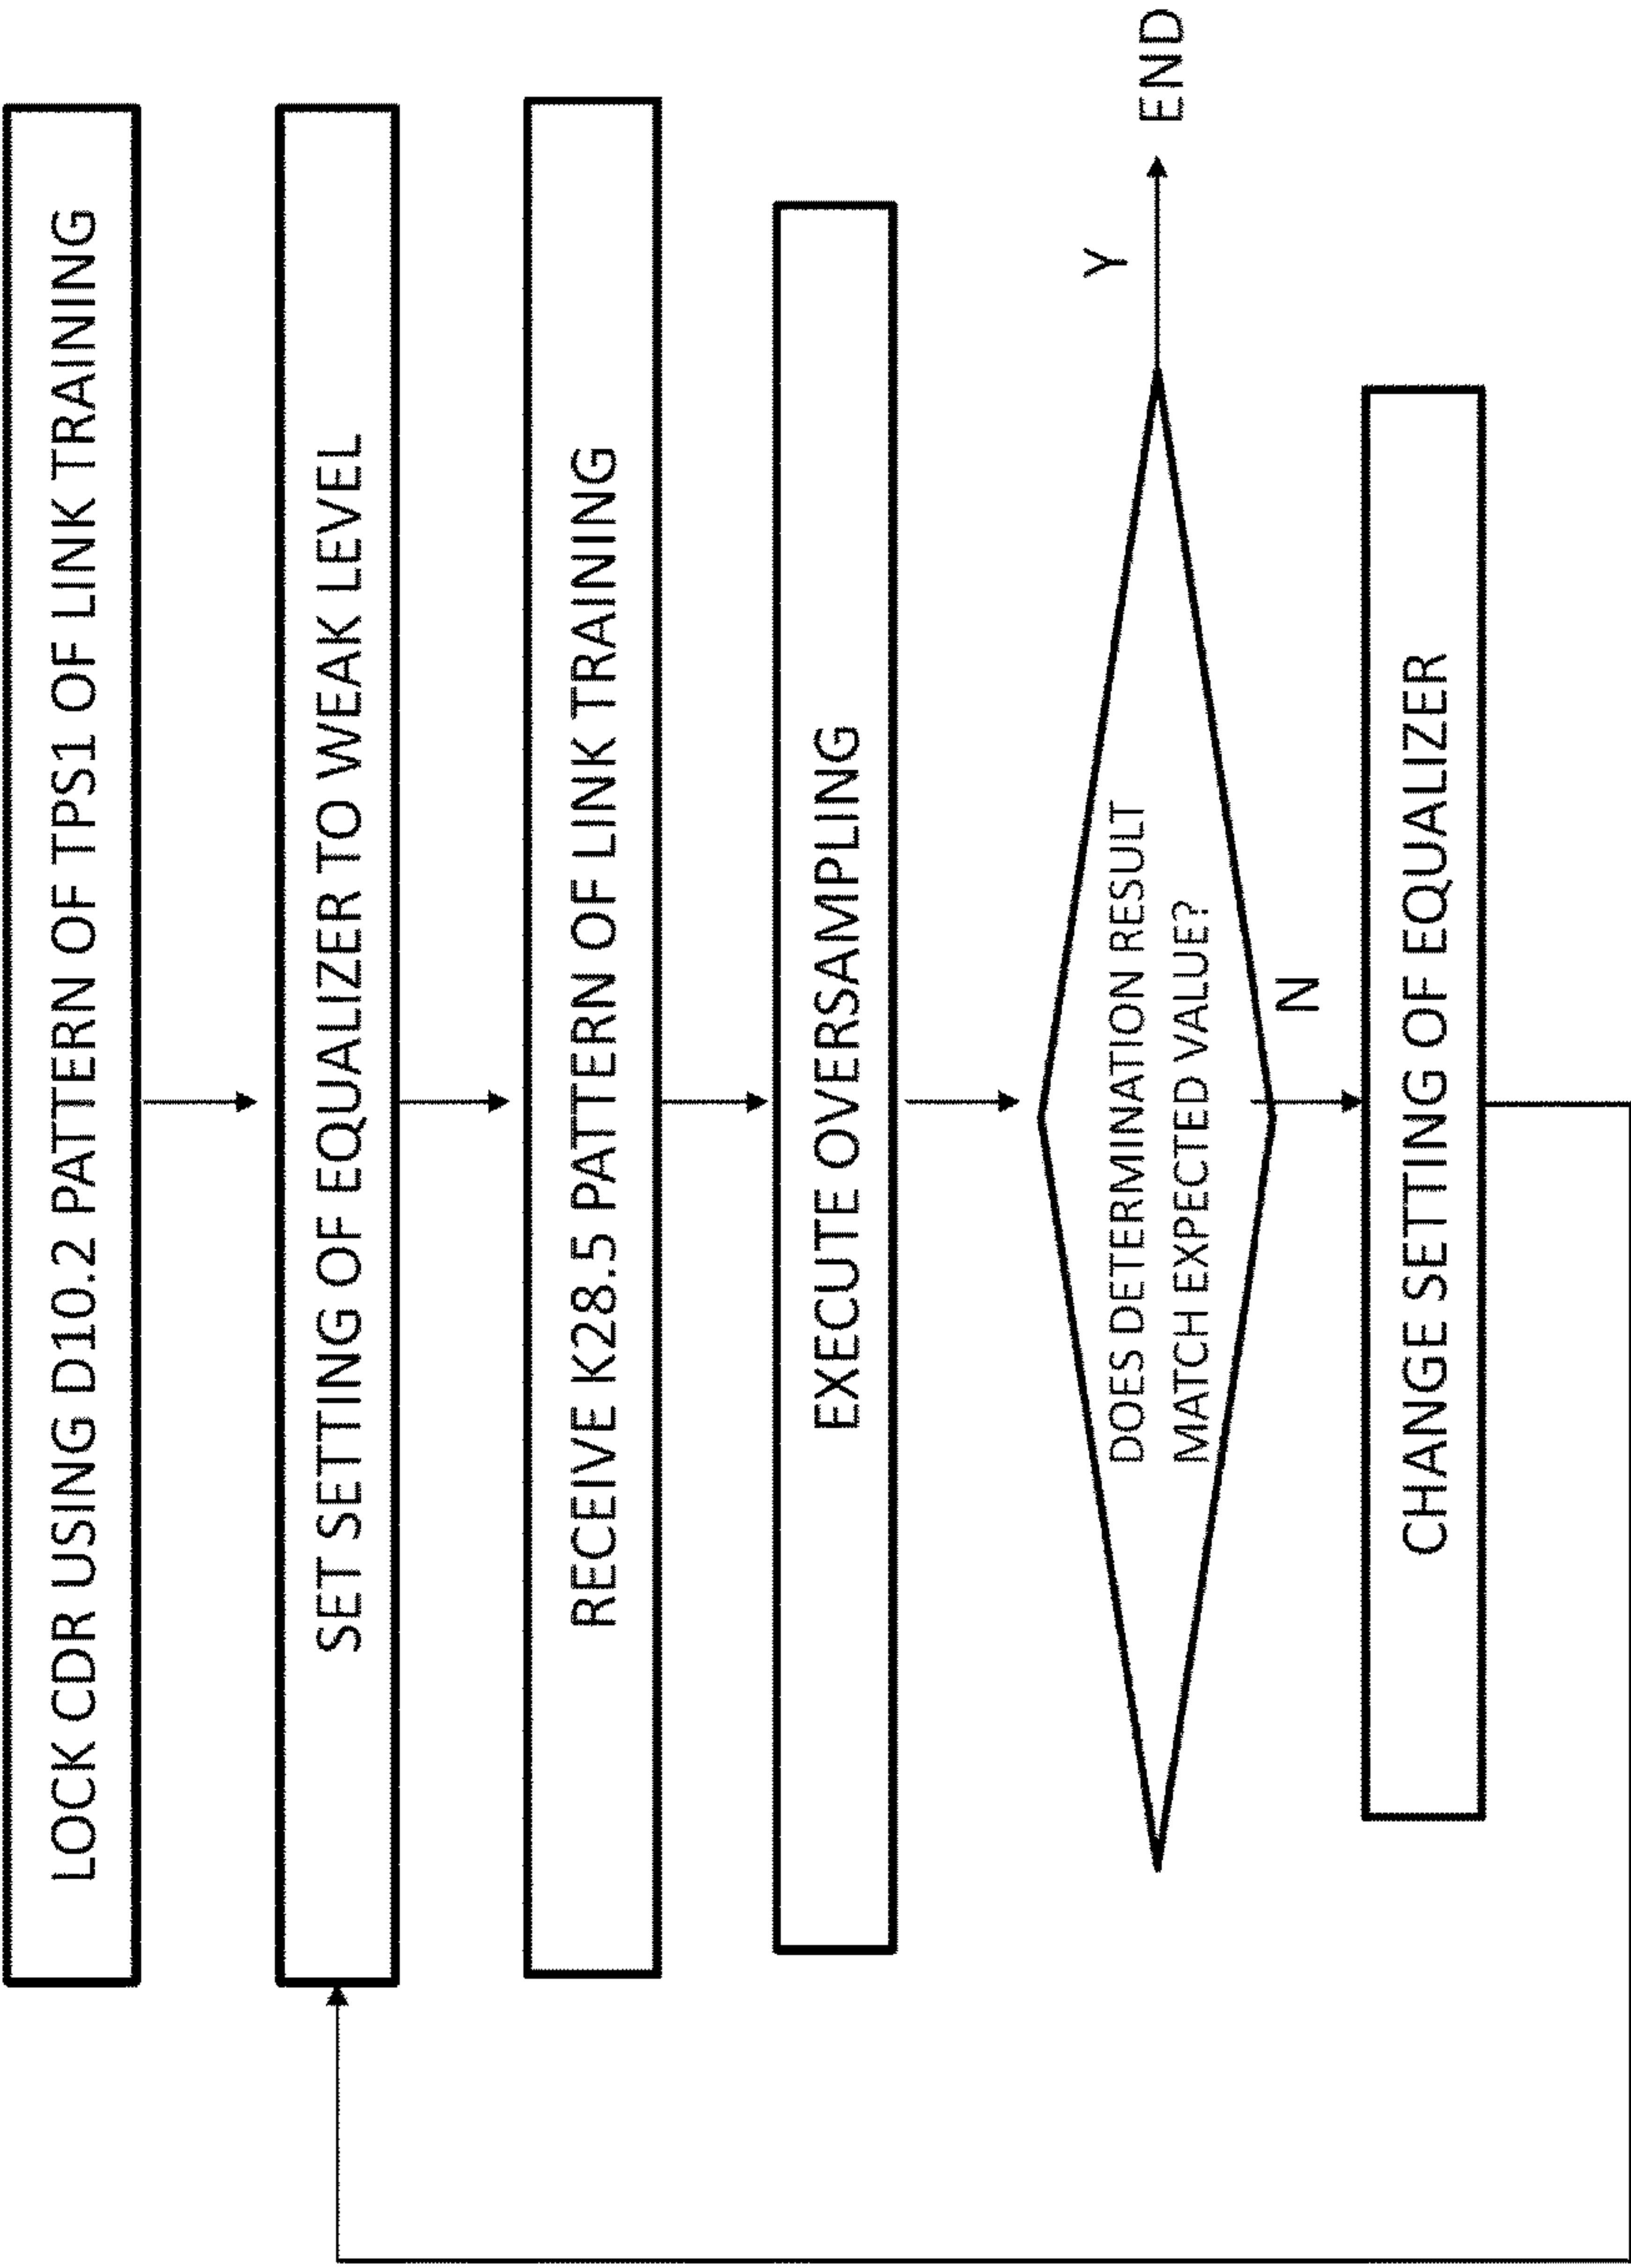 LOCK CDR USING D10.2 PATTERN OF TPS1 OF LINK TRAINING
SET SETTING OF EQUALIZER TO WEAK LEVEL
RECEIVE K28.5 PATTERN OF LINK TRAINING
EXECUTE OVERSAMPLING
DOES DETERMINATION RESULT
MATCH EXPECTED VALUE?
Y
END
N
CHANGE SETTING OF EQUALIZER